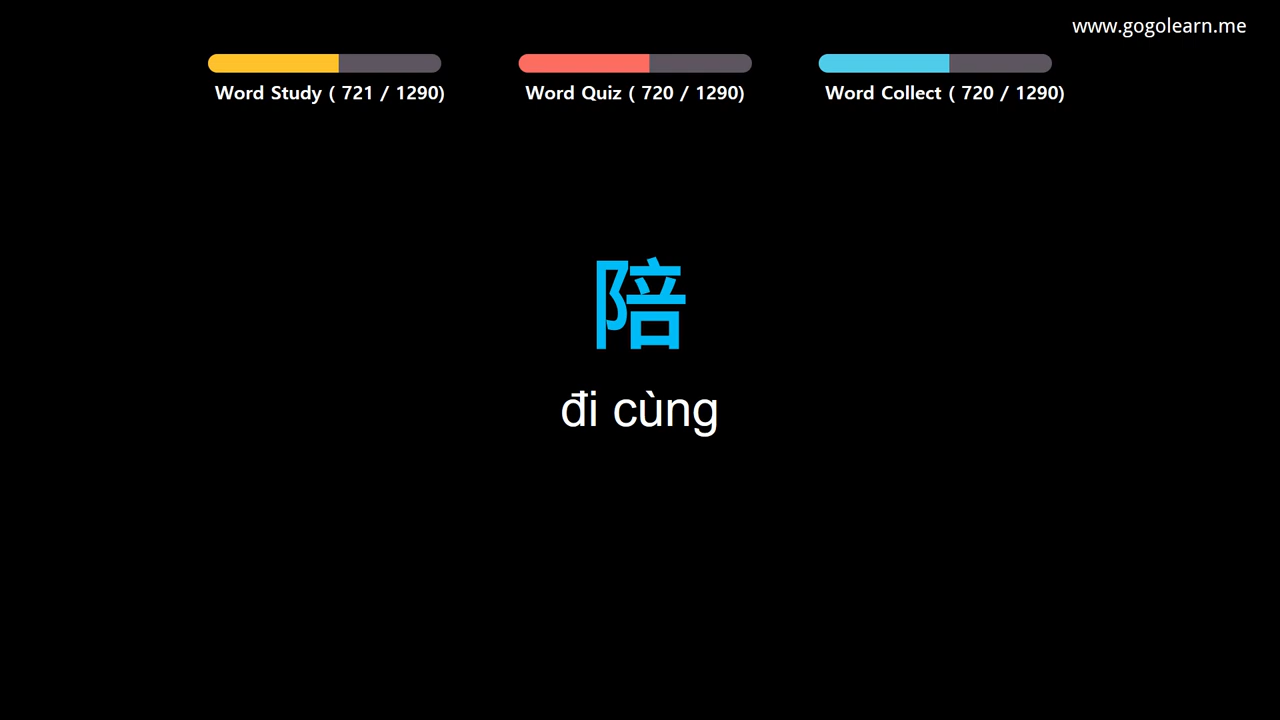 www.gogolearn.me
Word Study ( 721 / 1290)
Word Quiz ( 720 / 1290)
Word Collect ( 720 / 1290)
陪
đi cùng